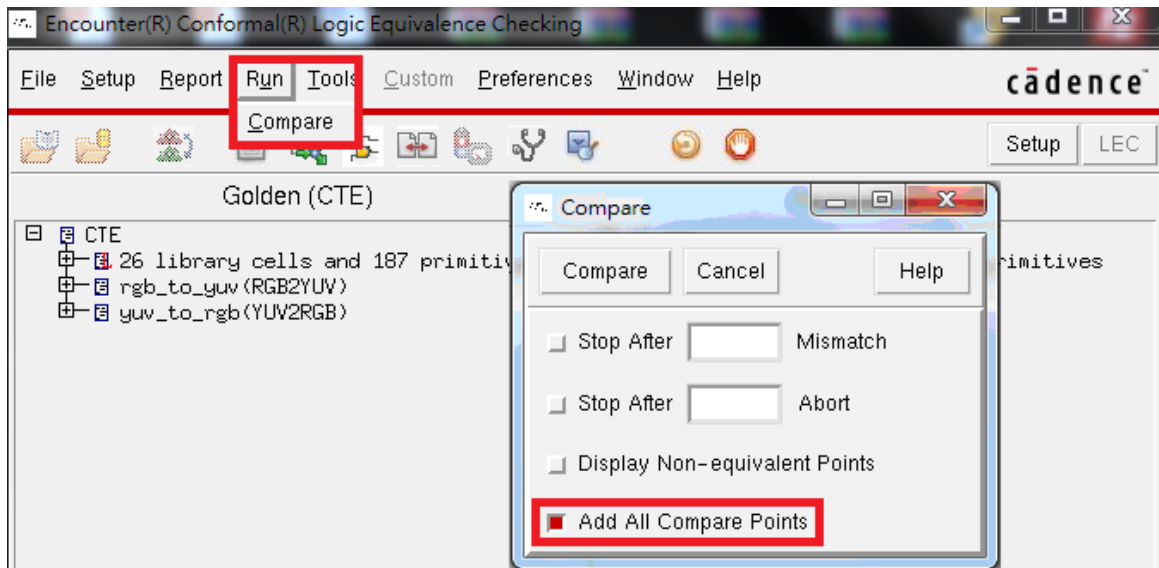 Encounter(R) Conformal(R) Logic Equivalence Checking
File Setup Report Run Tools Custom Preferences Window Help
cādence
Compare
Setup LEC
Golden (CTE)
CTE
26 library cells and 187 primitiv
rimitives
rgb_to_yuv(RGB2YUV)
yuv_to_rgb(YUV2RGB)
Compare
Compare Cancel Help
Stop After Mismatch
Stop After Abort
Display Non-equivalent Points
Add All Compare Points